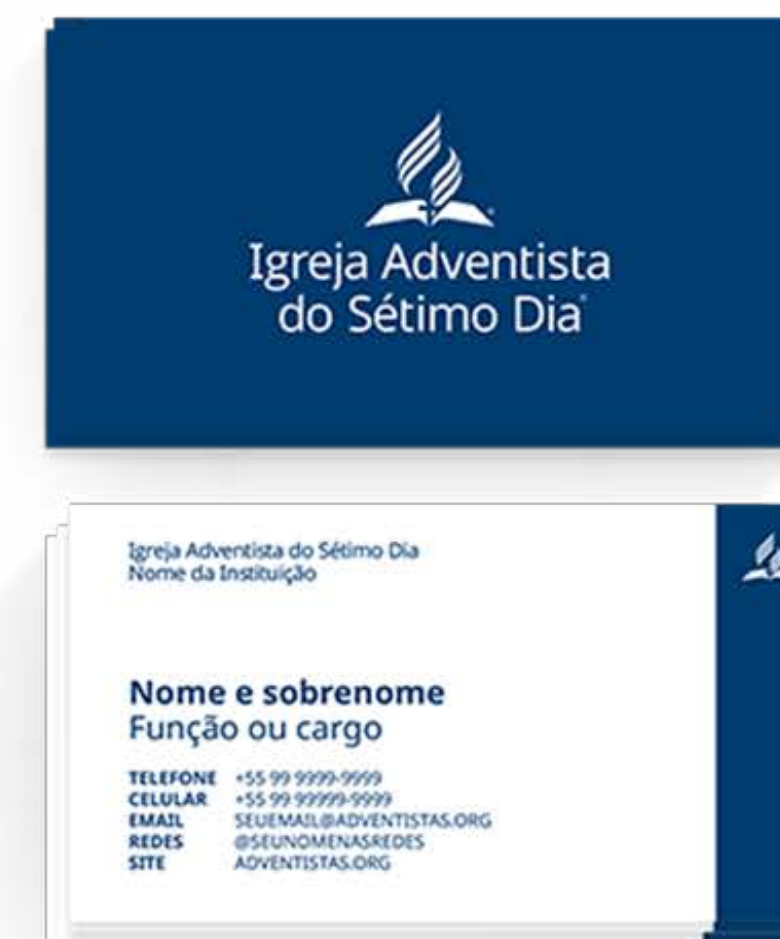 Igreja Adventista
do Sétimo Dia
Igreja Adventista do Sétimo Dia
Nome da Instituição
Nome e sobrenome
Função ou cargo
TELEFONE +55 99 9999-9999
CELULAR +55 99 99999-9999
EMAIL SEUEMAIL@ADVENTISTAS.ORG
REDES @SEUNOMENASREDES
SITE ADVENTISTAS.ORG